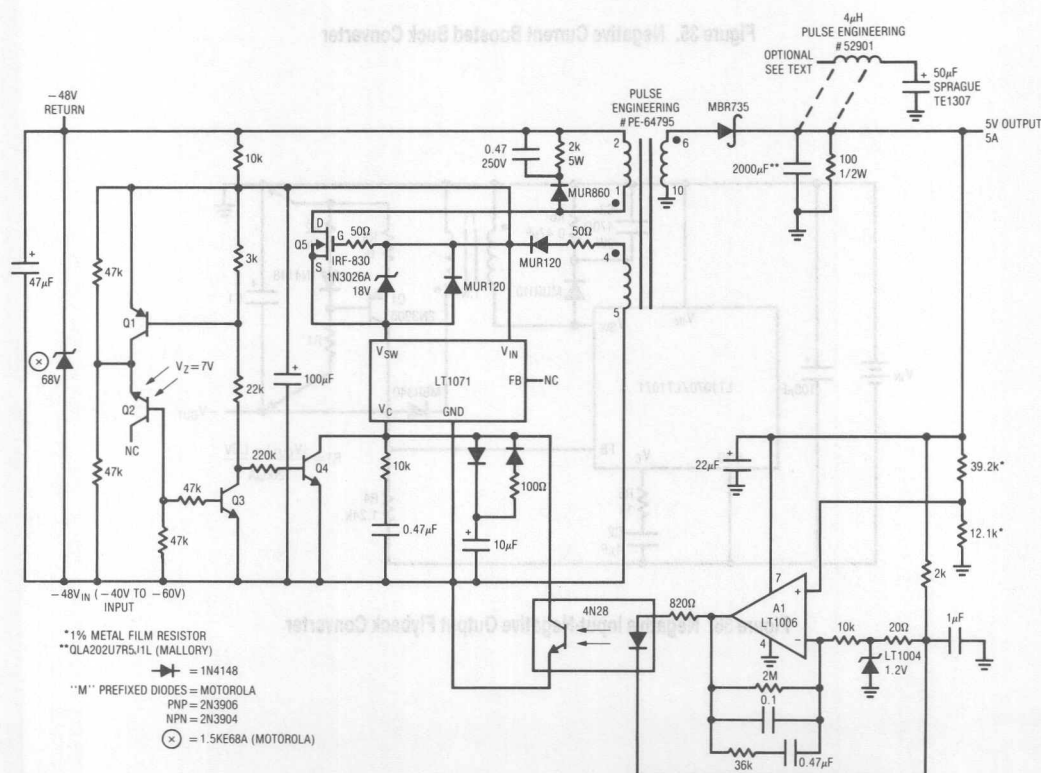 Figure 35. Negative Current Boosted Buck Converter
4µH
PULSE ENGINEERING
# 52901
OPTIONAL
SEE TEXT
+
50µF
SPRAGUE
TE1307
−48V
RETURN
PULSE
ENGINEERING
# PE-64795
MBR735
5V OUTPUT
5A
10k
0.47
250V
2k
5W
2
1
6
10
2000µF**
100
1/2W
MUR860
+
47µF
47k
3k
D
G
S
Q5
50Ω
IRF-830
1N3026A
18V
MUR120
MUR120
50Ω
4
5
Q1
68V
VZ = 7V
Q2
NC
22k
+
100µF
VSW
VIN
LT1071
FB
NC
VC
GND
47k
220k
Q4
10k
100Ω
+
22µF
39.2k*
47k
Q3
0.47µF
+
10µF
12.1k*
47k
2k
−48VIN (−40V TO −60V)
INPUT
4N28
820Ω
7
+
A1
LT1006
4
−
10k
20Ω
1µF
LT1004
1.2V
2M
0.1
36k
0.47µF
Negative Input-Negative Output Flyback Converter
*1% METAL FILM RESISTOR
**QLA202U7R5J1L (MALLORY)
= 1N4148
"M" PREFIXED DIODES = MOTOROLA
PNP = 2N3906
NPN = 2N3904
= 1.5KE68A (MOTOROLA)